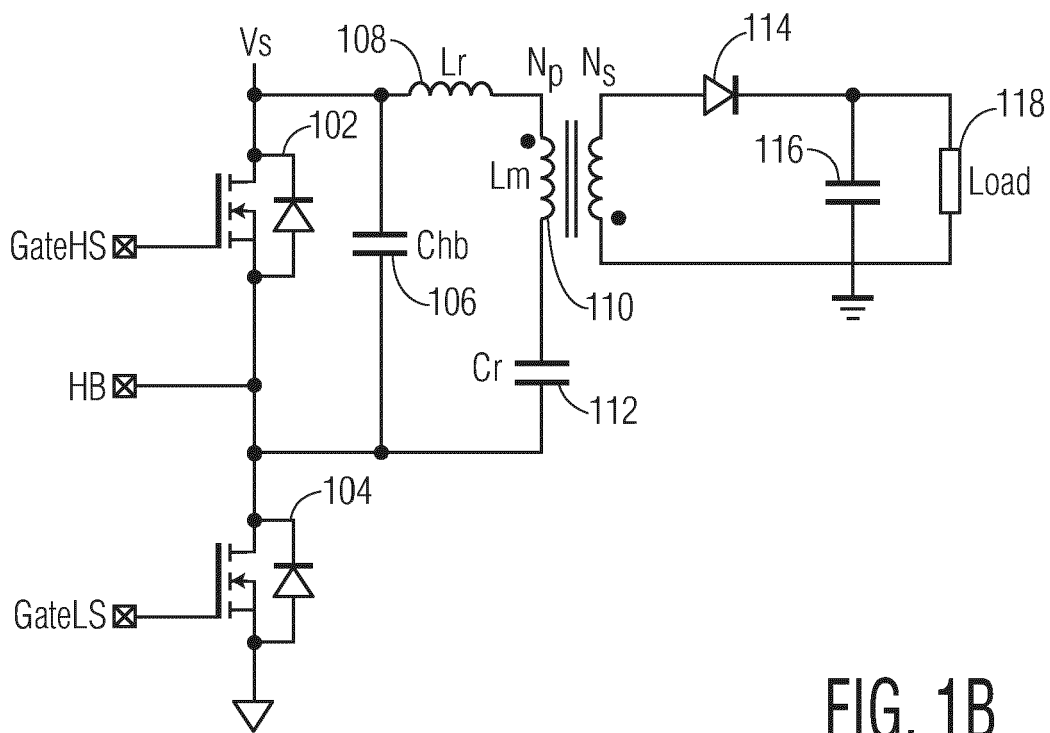 Vs
108
Lr
Np Ns
114
102
116
118
Lm
Load
GateHS
Chb
106
110
HB
Cr
112
104
GateLS
FIG. 1B